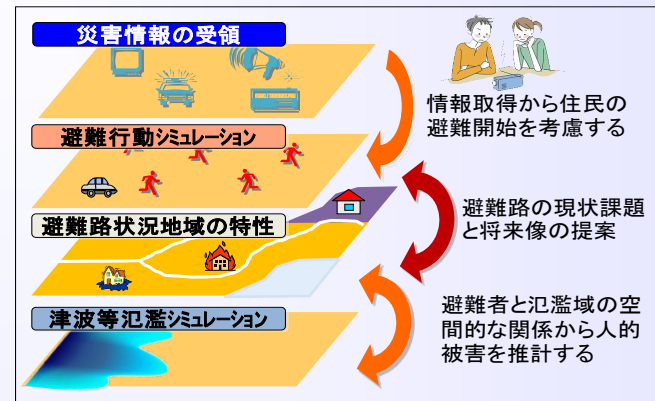 災害情報の受領
情報取得から住民の
避難開始を考慮する
避難行動シミュレーション
避難路の現状課題
と将来像の提案
避難路状況地域の特性
避難者と氾濫域の空
間的な関係から人的
被害を推計する
津波等氾濫シミュレーション